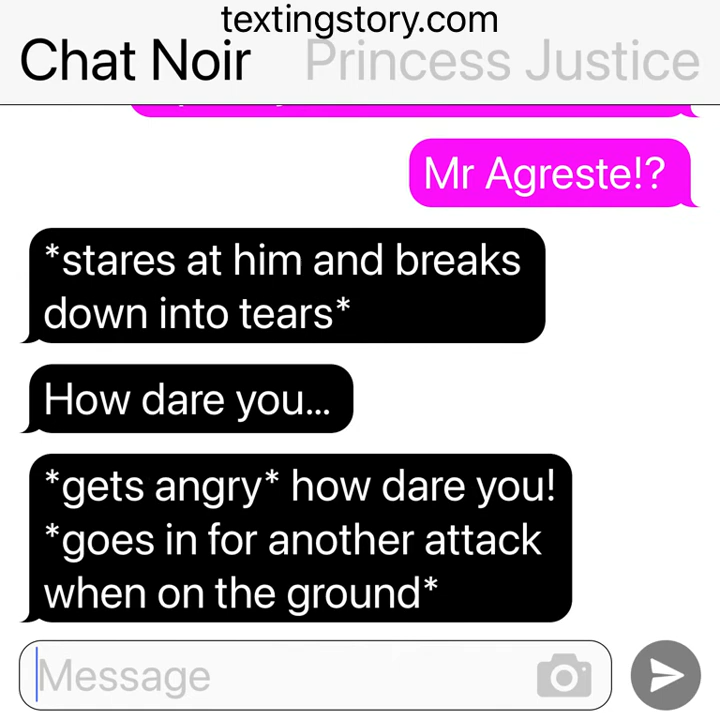 textingstory.com
Chat Noir Princess Justice
Mr Agreste!?
*stares at him and breaks
down into tears*
How dare you...
*gets angry* how dare you!
*goes in for another attack
when on the ground*
Message